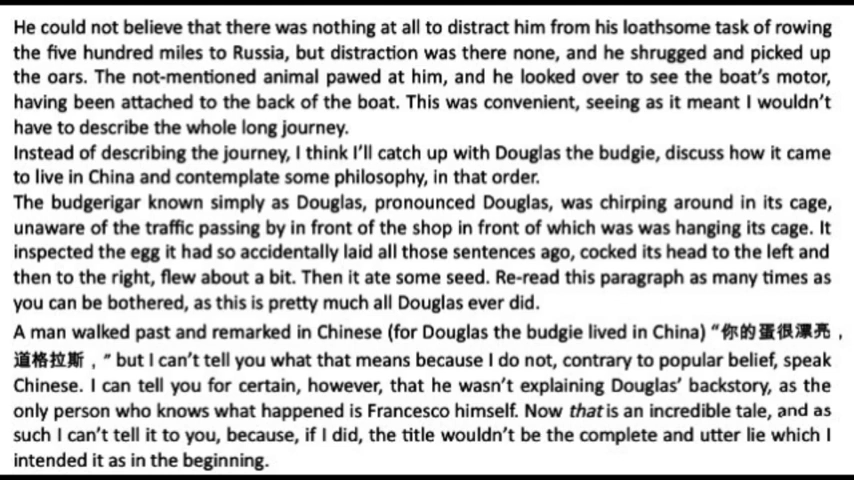 He could not believe that there was nothing at all to distract him from his loathsome task of rowing
the five hundred miles to Russia, but distraction was there none, and he shrugged and picked up
the oars. The not-mentioned animal pawed at him, and he looked over to see the boat's motor,
having been attached to the back of the boat. This was convenient, seeing as it meant I wouldn't
have to describe the whole long journey.
Instead of describing the journey, I think I'll catch up with Douglas the budgie, discuss how it came
to live in China and contemplate some philosophy, in that order.
The budgerigar known simply as Douglas, pronounced Douglas, was chirping around in its cage,
unaware of the traffic passing by in front of the shop in front of which was was hanging its cage. It
inspected the egg it had so accidentally laid all those sentences ago, cocked its head to the left and
then to the right, flew about a bit. Then it ate some seed. Re-read this paragraph as many times as
you can be bothered, as this is pretty much all Douglas ever did.
A man walked past and remarked in Chinese (for Douglas the budgie lived in China) "你的蛋很漂亮，
道格拉斯，" but I can't tell you what that means because I do not, contrary to popular belief, speak
Chinese. I can tell you for certain, however, that he wasn't explaining Douglas' backstory, as the
only person who knows what happened is Francesco himself. Now that is an incredible tale, and as
such I can't tell it to you, because, if I did, the title wouldn't be the complete and utter lie which I
intended it as in the beginning.